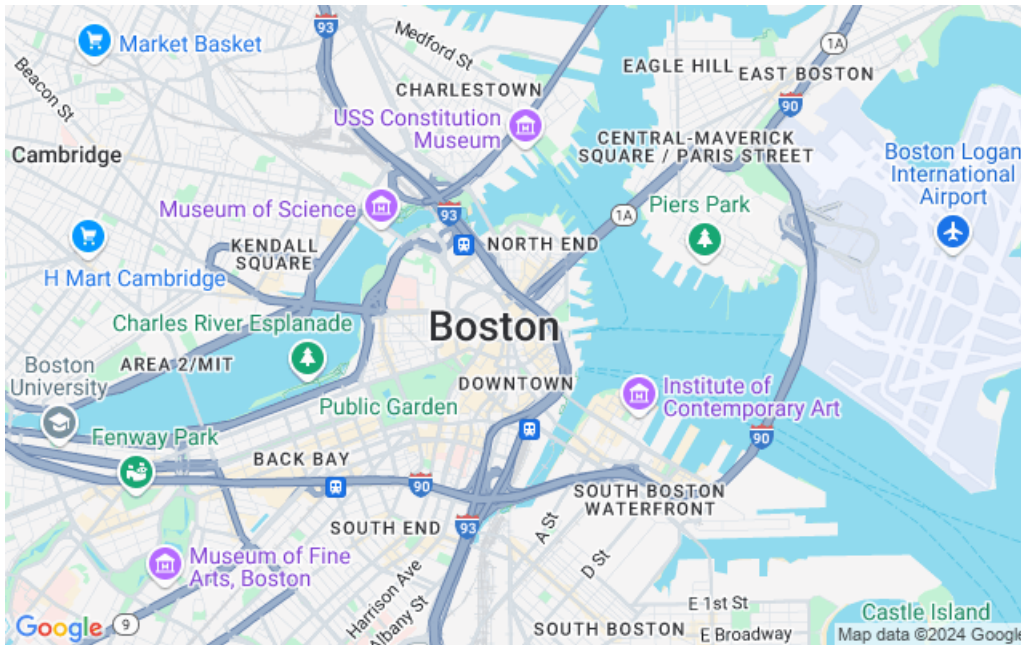 93
Medford St
Market Basket
1A
EAGLE HILL
EAST BOSTON
Beacon St
CHARLESTOWN
90
USS Constitution
Museum
CENTRAL-MAVERICK
SQUARE / PARIS STREET
Cambridge
Boston Logan
International
Airport
Museum of Science
93
1A
Piers Park
KENDALL
SQUARE
NORTH END
H Mart Cambridge
Charles River Esplanade
Boston
AREA 2/MIT
Boston
University
DOWNTOWN
Institute of
Contemporary Art
Public Garden
Fenway Park
90
BACK BAY
90
SOUTH BOSTON
WATERFRONT
SOUTH END
93
A St
Museum of Fine
Arts, Boston
D St
Harrison Ave
Albany St
E 1st St
Castle Island
Google
9
SOUTH BOSTON
E Broadway
Map data ©2024 Google